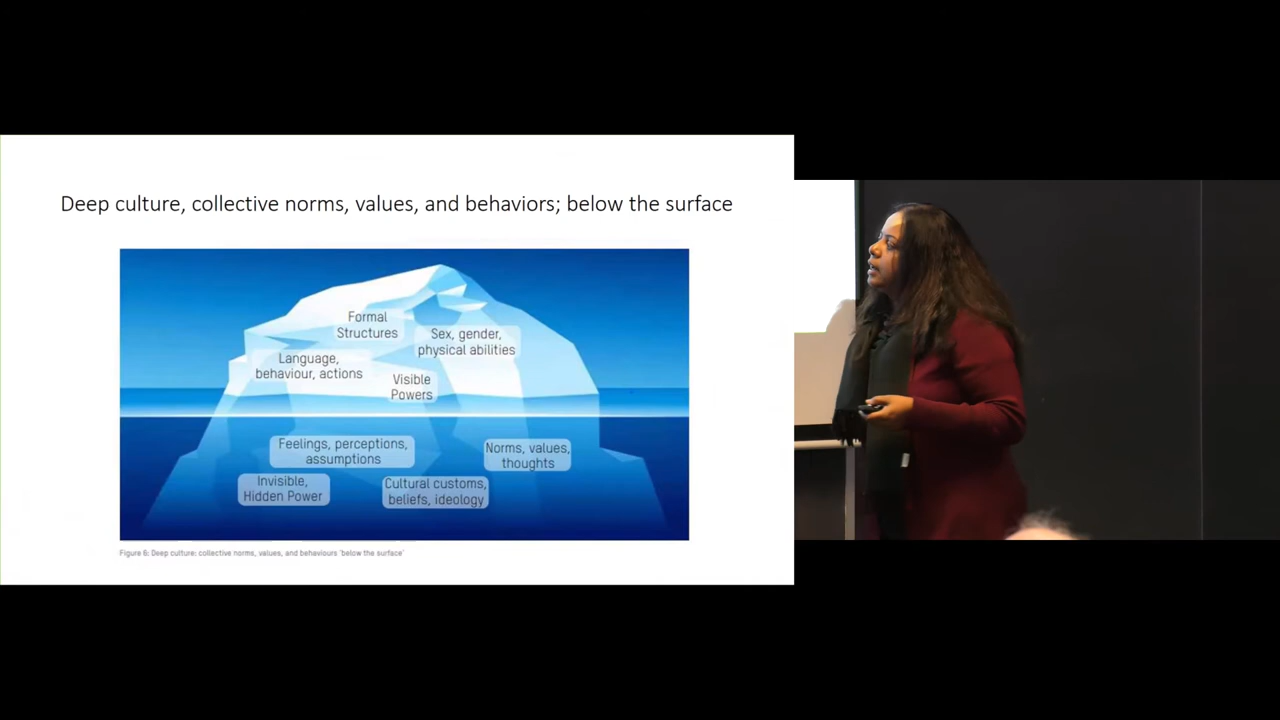 Deep culture, collective norms, values, and behaviors; below the surface
Formal
Structures
Sex, gender,
physical abilities
Language,
behaviour, actions
Visible
Powers
Feelings, perceptions,
assumptions
Norms, values,
thoughts
Invisible,
Hidden Power
Cultural customs,
beliefs, ideology
Figure 6: Deep culture: collective norms, values, and behaviours 'below the surface'